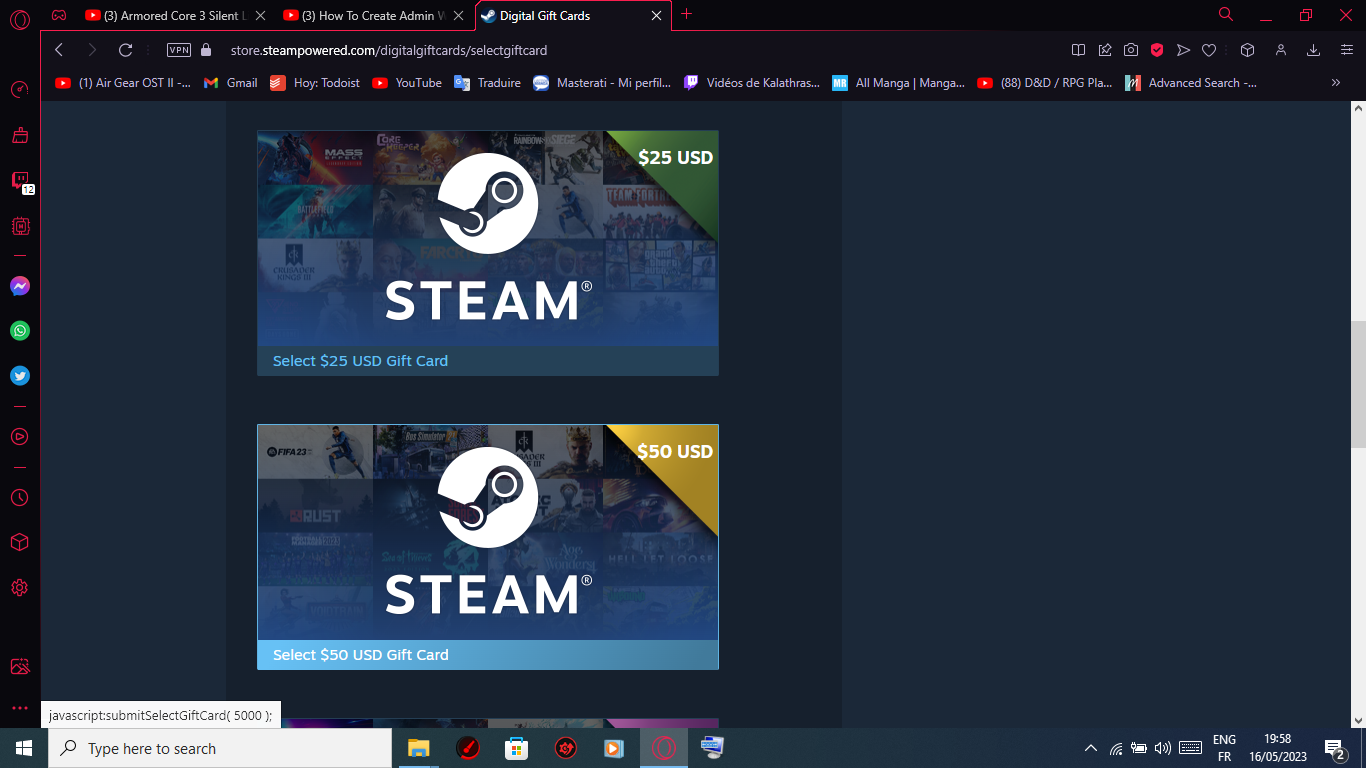 (3) Armored Core 3 Silent L
(3) How To Create Admin W
Digital Gift Cards
VPN
store.steampowered.com/digitalgiftcards/selectgiftcard
(1) Air Gear OST II -...
Gmail
Hoy: Todoist
YouTube
Traduire
Masterati - Mi perfil...
Vidéos de Kalathras...
MR
All Manga | Manga...
(88) D&D / RPG Pla...
Advanced Search -...
12
MASS EFFECT
CORE KEEPER
RAINBOW SIX SIEGE
$25 USD
BATTLEFIELD
TEAM FORTRESS
CRUSADER KINGS III
FARCRY
grand theft auto
STEAM®
Select $25 USD Gift Card
FIFA 23
Bus Simulator
$50 USD
RUST
Sea of Thieves
HELL LET LOOSE
STEAM®
Select $50 USD Gift Card
javascript:submitSelectGiftCard( 5000 );
Type here to search
ENG
FR
19:58
16/05/2023
2